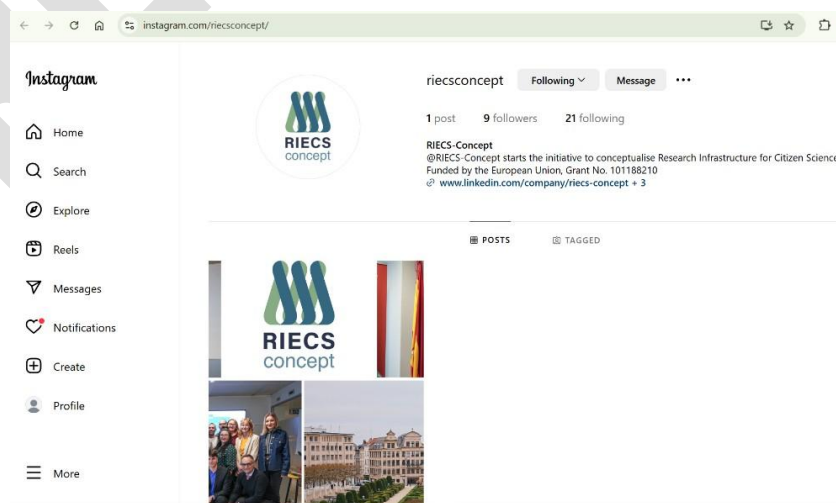 instagram.com/riecsconcept/
Instagram
Home
Search
Explore
Reels
Messages
Notifications
Create
Profile
More
RIECS
concept
riecsconcept Following Message
1 post 9 followers 21 following
RIECS-Concept
@RIECS-Concept starts the initiative to conceptualise Research Infrastructure for Citizen Science
Funded by the European Union, Grant No. 101188210
www.linkedin.com/company/riecs-concept + 3
POSTS TAGGED
RIECS
concept